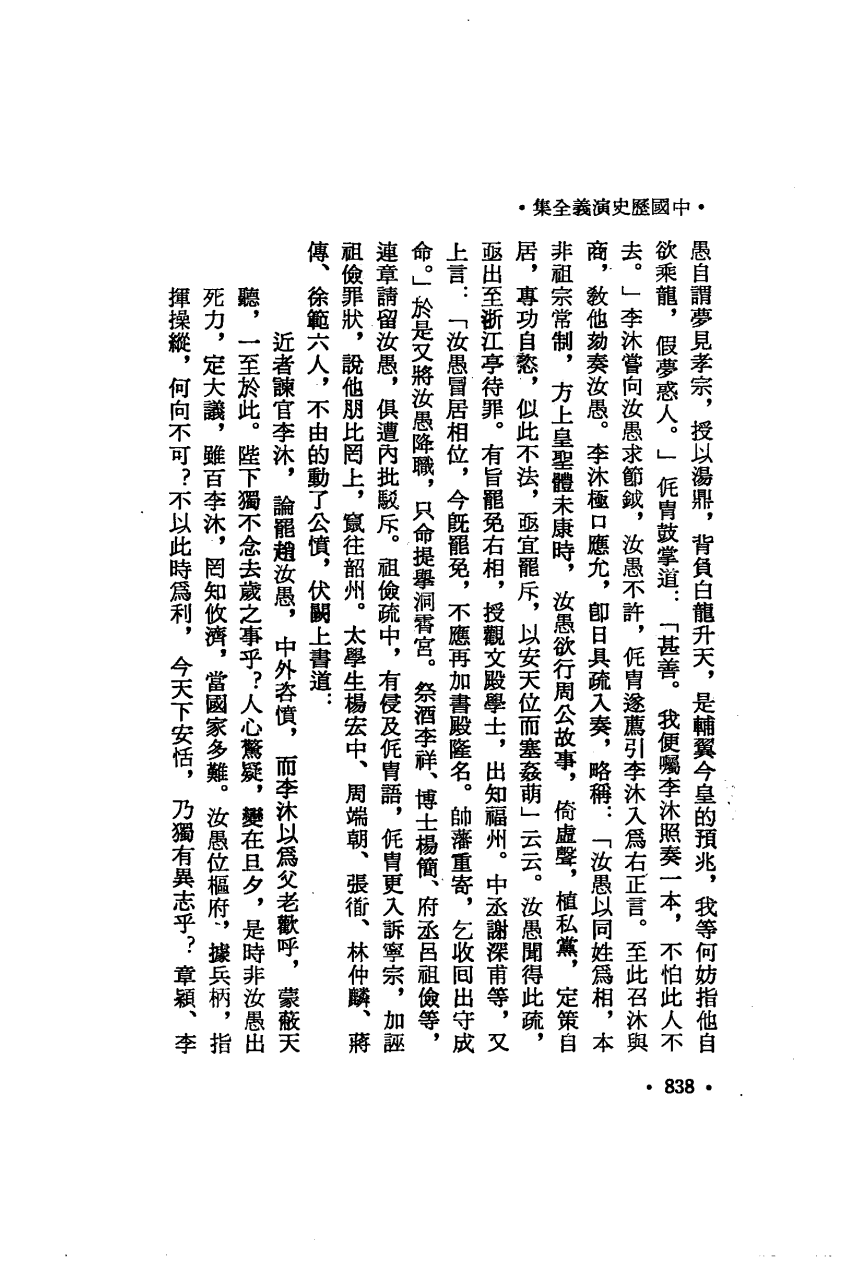 •中國歷史演義全集•
愚自謂夢見孝宗，授以湯鼎，背負白龍升天，是輔翼今皇的預兆，我等何妨指他自
欲乘龍，假夢惑人。」侂冑鼓掌道：「甚善。我便囑李沐照奏一本，不怕此人不
去。」李沐嘗向汝愚求節鉞，汝愚不許，侂冑遂薦引李沐入爲右正言。至此召沐與
商，敎他劾奏汝愚。李沐極口應允，卽日具疏入奏，略稱：「汝愚以同姓爲相，本
非祖宗常制，方上皇聖體未康時，汝愚欲行周公故事，倚虛聲，植私黨，定策自
居，專功自恣，似此不法，亟宜罷斥，以安天位而塞姦萌」云云。汝愚聞得此疏，
亟出至浙江亭待罪。有旨罷免右相，授觀文殿學士，出知福州。中丞謝深甫等，又
上言：「汝愚冒居相位，今旣罷免，不應再加書殿隆名。帥藩重寄，乞收回出守成
命。」於是又將汝愚降職，只命提擧洞霄宮。祭酒李祥、博士楊簡、府丞呂祖儉等，
連章請留汝愚，俱遭內批駁斥。祖儉疏中，有侵及侂冑語，侂冑更入訴寧宗，加誣
祖儉罪狀，說他朋比罔上，竄往韶州。太學生楊宏中、周端朝、張衜、林仲麟、蔣
傳、徐範六人，不由的動了公憤，伏闕上書道：
近者諫官李沐，論罷趙汝愚，中外咨憤，而李沐以爲父老歡呼，蒙蔽天
聽，一至於此。陛下獨不念去歲之事乎？人心驚疑，變在旦夕，是時非汝愚出
死力，定大議，雖百李沐，罔知攸濟，當國家多難。汝愚位樞府，據兵柄，指
揮操縱，何向不可？不以此時爲利，今天下安恬，乃獨有異志乎？章穎、李
•838•